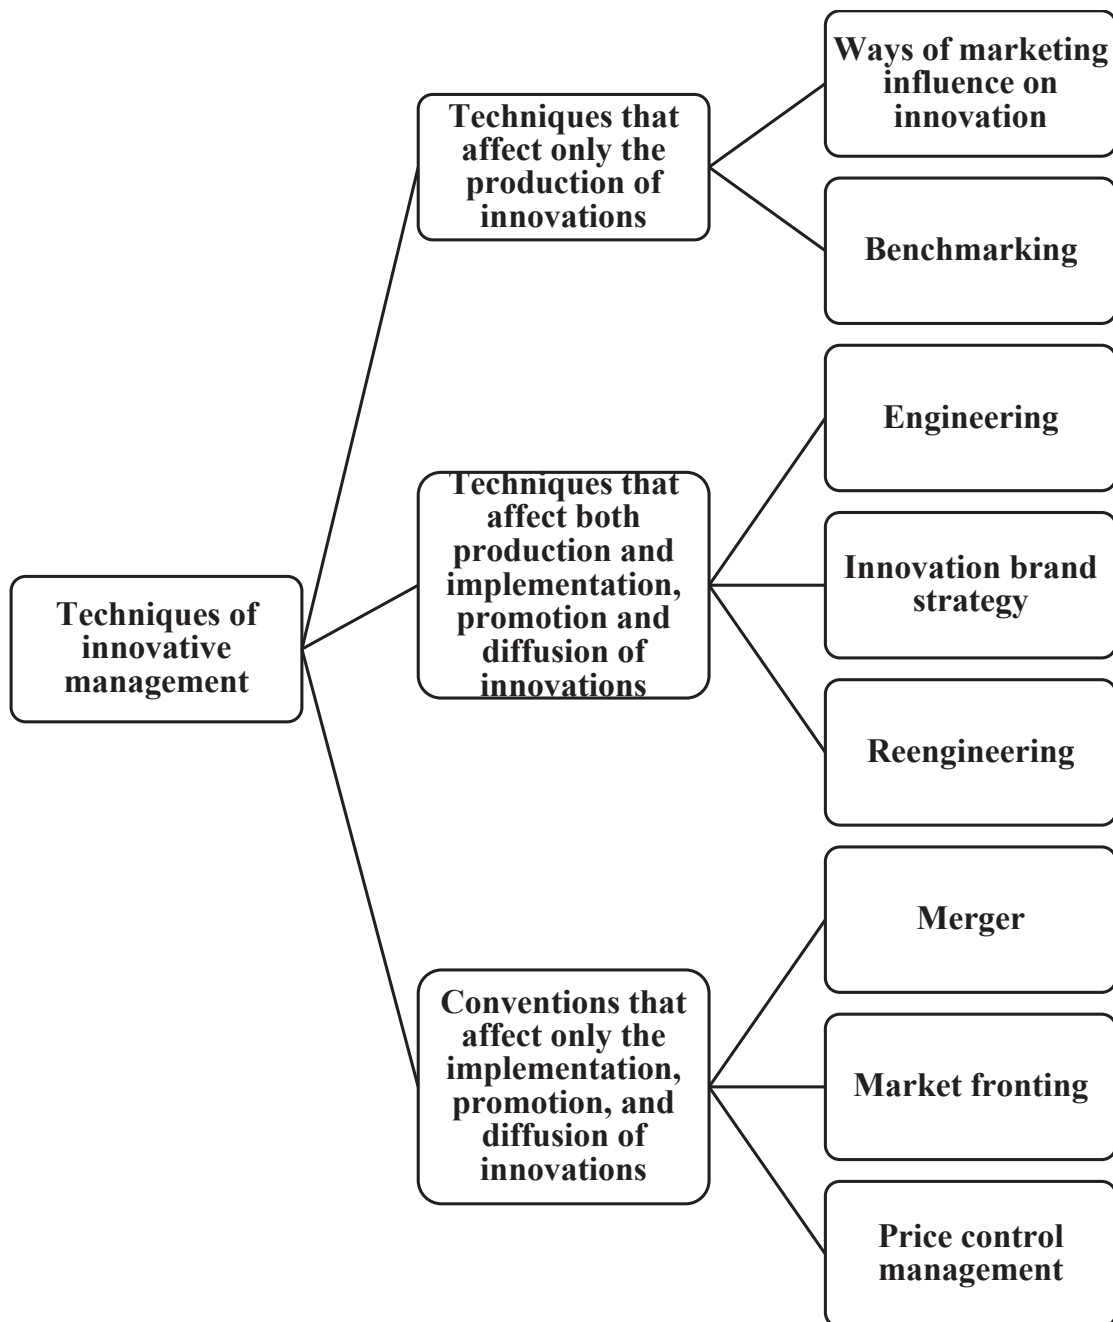 Techniques of
innovative
management
Techniques that
affect only the
production of
innovations
Ways of marketing
influence on
innovation
Benchmarking
Techniques that
affect both
production and
implementation,
promotion and
diffusion of
innovations
Engineering
Innovation brand
strategy
Reengineering
Conventions that
affect only the
implementation,
promotion, and
diffusion of
innovations
Merger
Market fronting
Price control
management